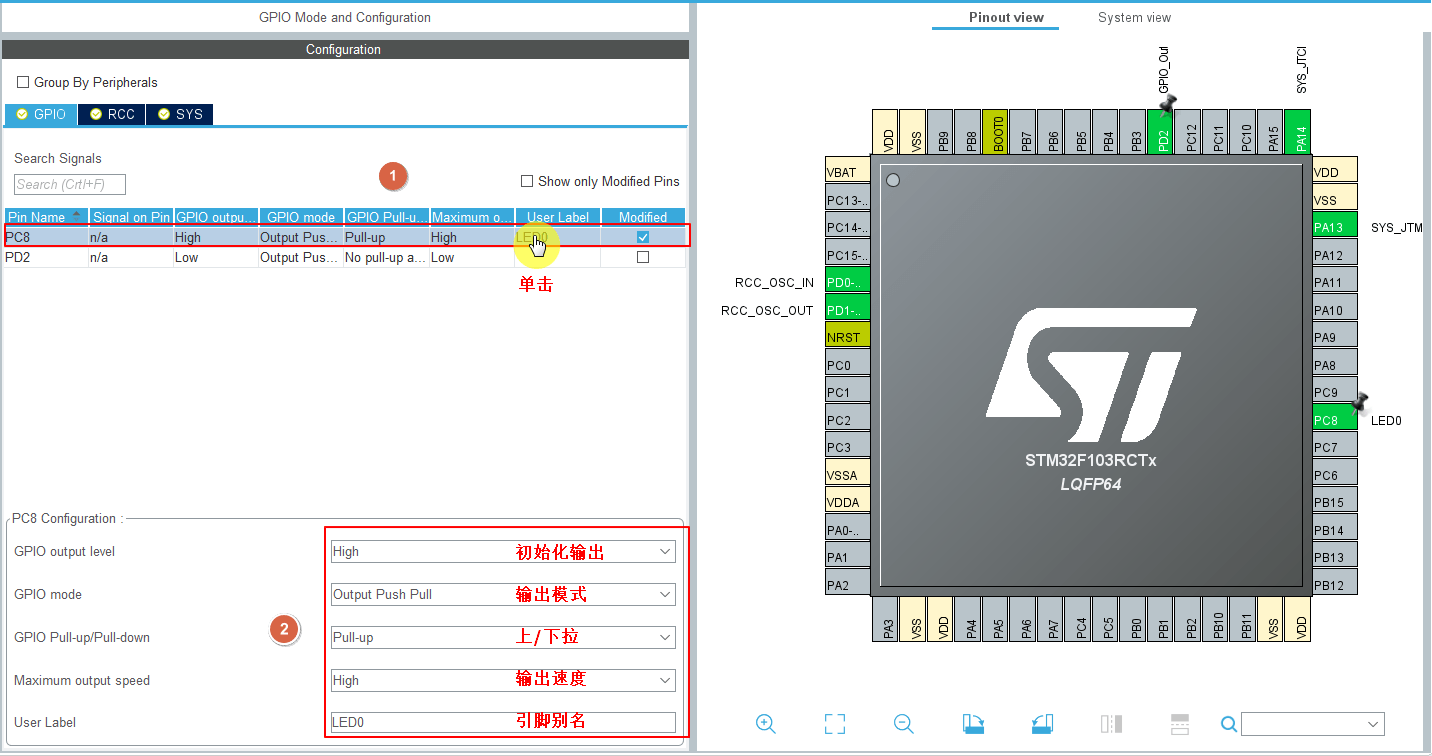 GPIO Mode and Configuration
Configuration
Group By Peripherals
GPIO RCC SYS
Search Signals
Search (CrtI+F)
1
Show only Modified Pins
Pin Name Signal on Pin GPIO outpu... GPIO mode GPIO Pull-u... Maximum o... User Label Modified
PC8 n/a High Output Pus... Pull-up High LED0
PD2 n/a Low Output Pus... No pull-up a... Low
单击
PC8 Configuration :
GPIO output level High 初始化输出
GPIO mode Output Push Pull 输出模式
2
GPIO Pull-up/Pull-down Pull-up 上/下拉
Maximum output speed High 输出速度
User Label LED0 引脚别名
Pinout view System view
GPIO_Out
SYS_JTCI
VDD VSS PB9 PB8 BOOT0 PB7 PB6 PB5 PB4 PB3 PD2 PC12 PC11 PC10 PA15 PA14
VBAT
PC13-..
PC14-..
PC15-..
RCC_OSC_IN PD0-..
RCC_OSC_OUT PD1-..
NRST
PC0
PC1
PC2
PC3
VSSA
VDDA
PA0-..
PA1
PA2
ST
STM32F103RCTx
LQFP64
VDD
VSS
PA13 SYS_JTM
PA12
PA11
PA10
PA9
PA8
PC9
PC8 LED0
PC7
PC6
PB15
PB14
PB13
PB12
PA3 VSS VDD PA4 PA5 PA6 PA7 PC4 PC5 PB0 PB1 PB2 PB10 PB11 VSS VDD